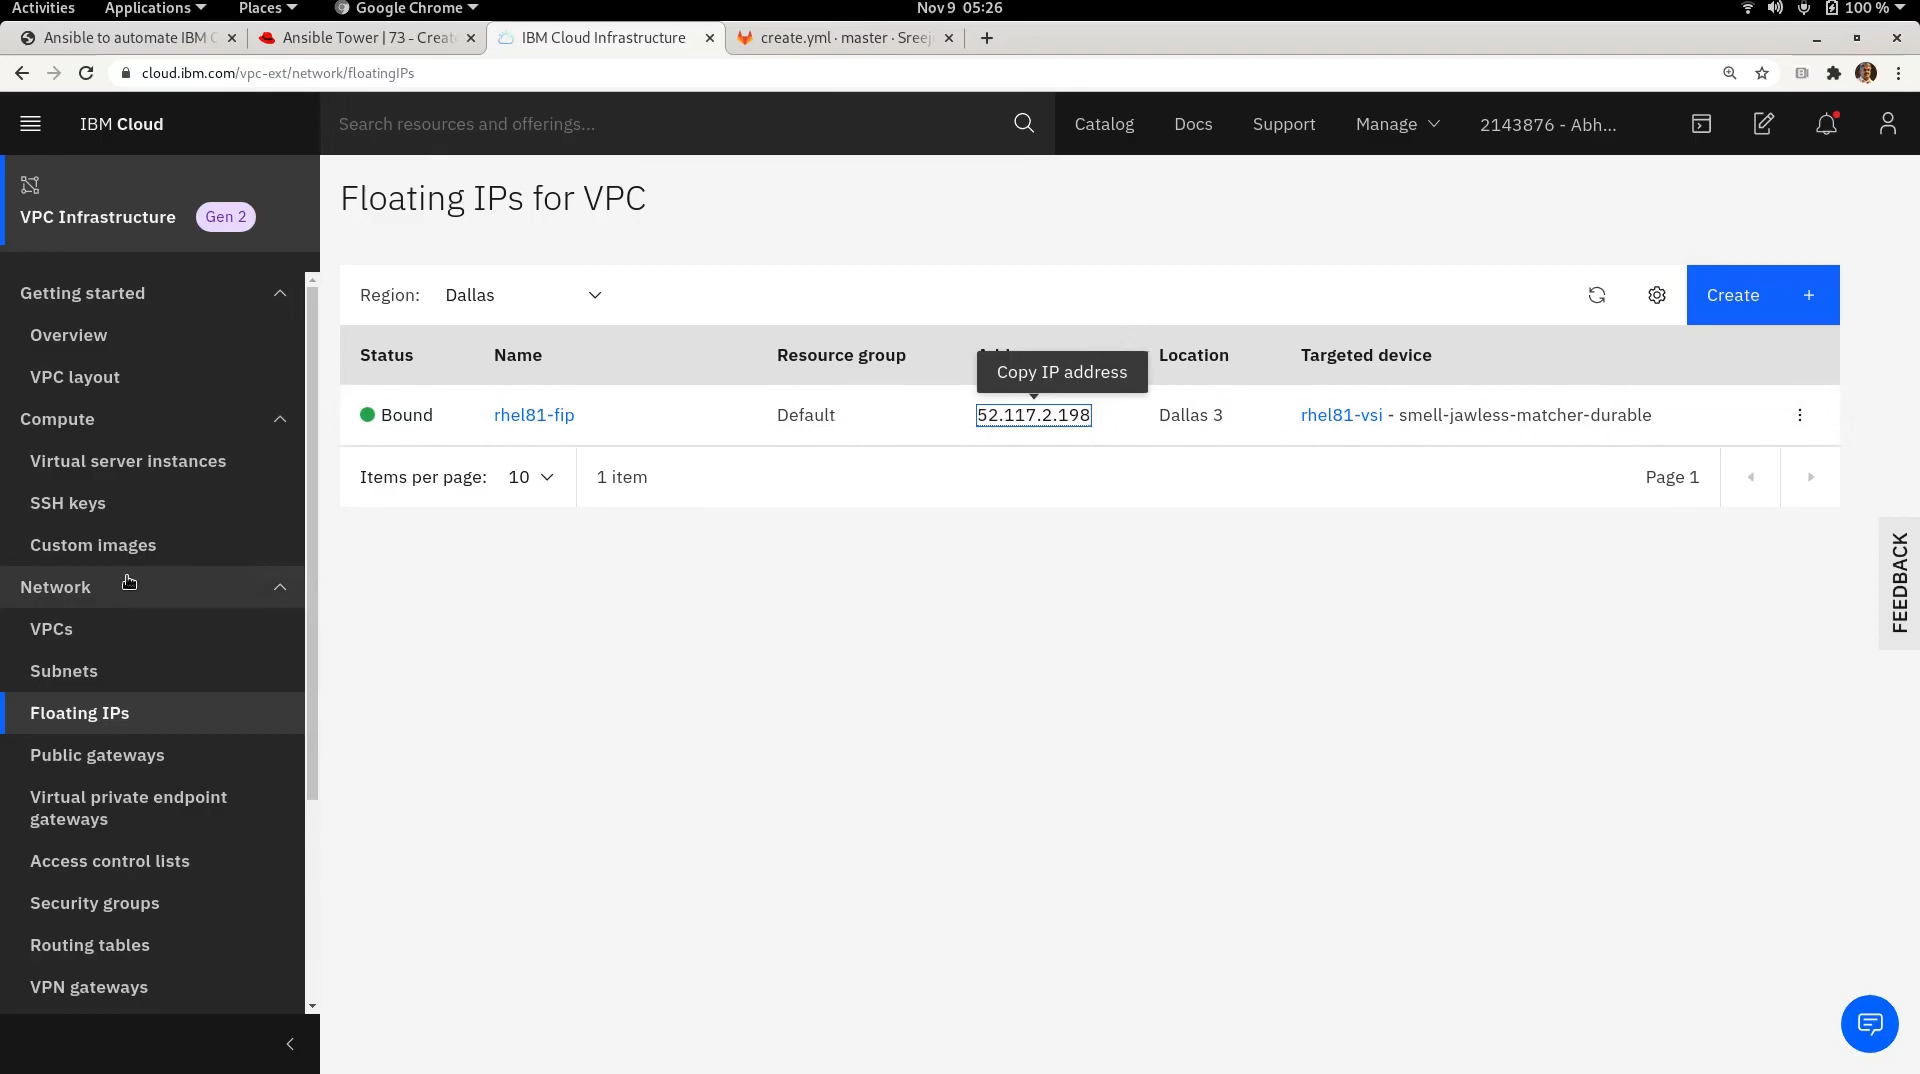 Activities Applications Places Google Chrome Nov 9 05:26 100 %
Ansible to automate IBM C Ansible Tower | 73 - Create IBM Cloud Infrastructure create.yml · master · Sreej
cloud.ibm.com/vpc-ext/network/floatingIPs
IBM Cloud Search resources and offerings... Catalog Docs Support Manage 2143876 - Abh...
VPC Infrastructure Gen 2
Getting started
Overview
VPC layout
Compute
Virtual server instances
SSH keys
Custom images
Network
VPCs
Subnets
Floating IPs
Public gateways
Virtual private endpoint
gateways
Access control lists
Security groups
Routing tables
VPN gateways
Floating IPs for VPC
Region: Dallas Create +
Status Name Resource group Location Targeted device
Copy IP address
Bound rhel81-fip Default 52.117.2.198 Dallas 3 rhel81-vsi - smell-jawless-matcher-durable
Items per page: 10 1 item Page 1
FEEDBACK